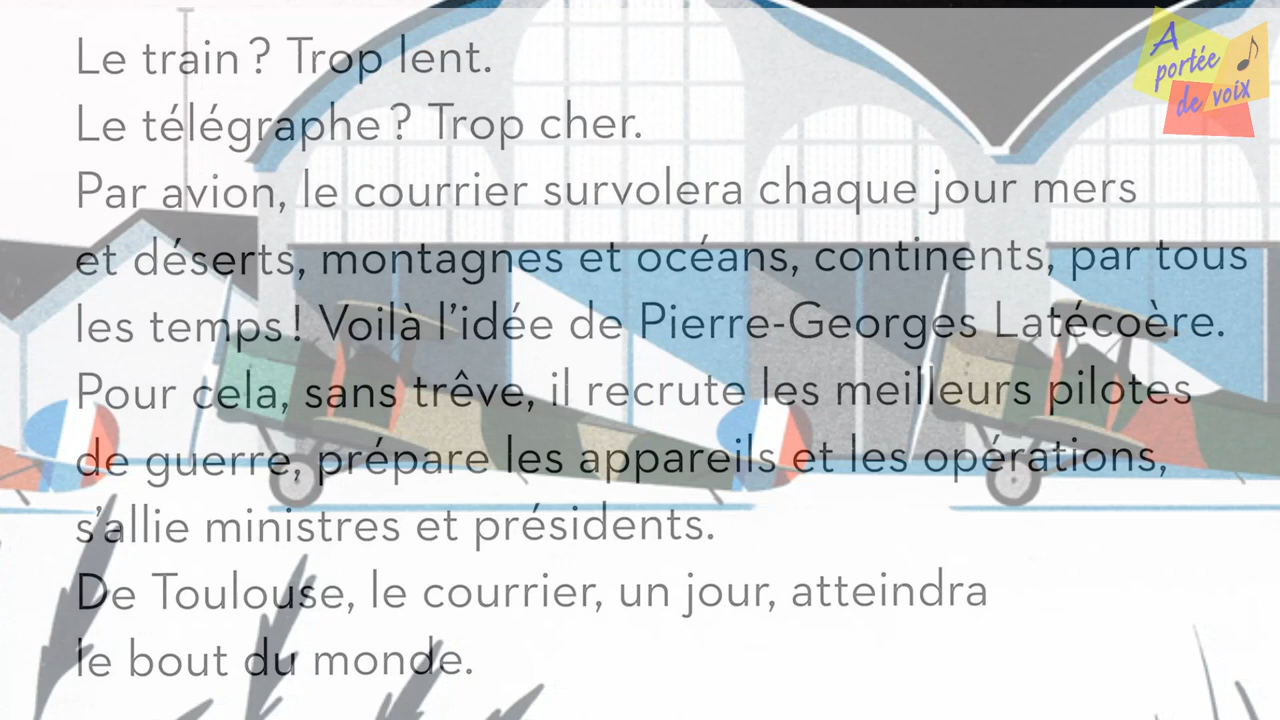 Le train ? Trop lent.
Le télégraphe ? Trop cher.
Par avion, le courrier survolera chaque jour mers
et déserts, montagnes et océans, continents, par tous
les temps ! Voilà l’idée de Pierre-Georges Latécoère.
Pour cela, sans trêve, il recrute les meilleurs pilotes
de guerre, prépare les appareils et les opérations,
s’allie ministres et présidents.
De Toulouse, le courrier, un jour, atteindra
le bout du monde.
A
portée
de voix